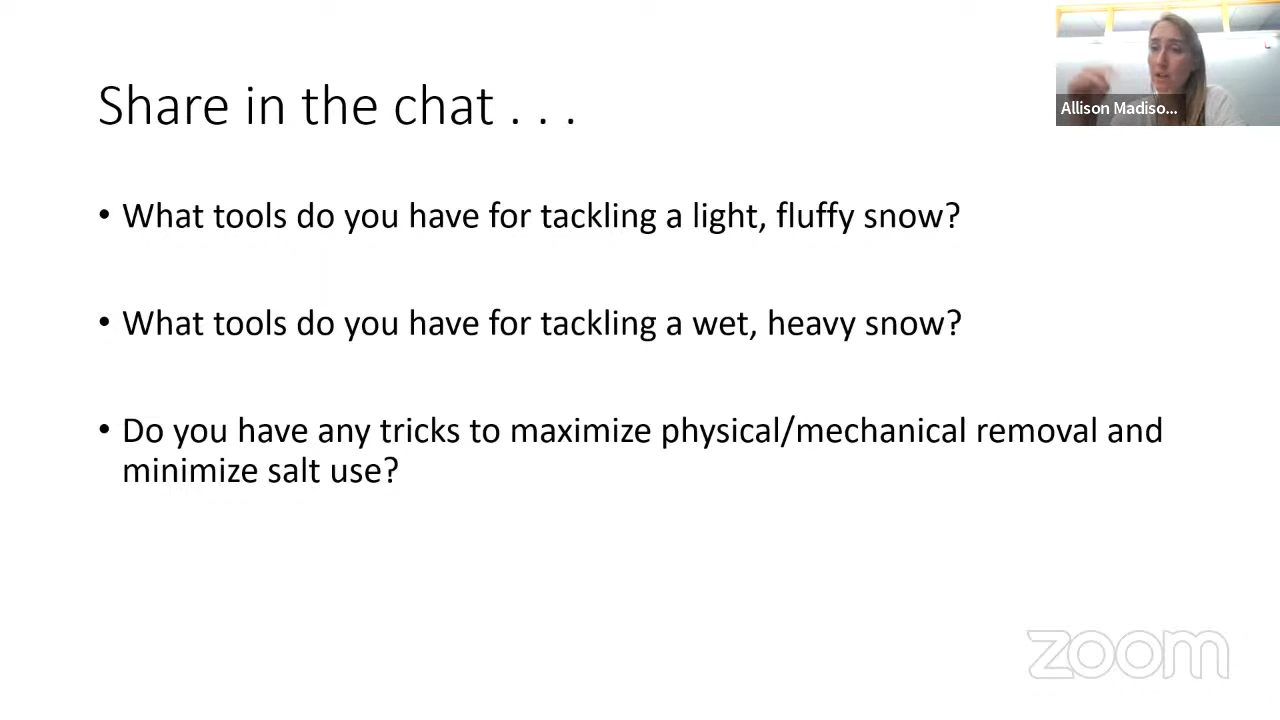 Share in the chat . . .
Allison Madiso...
• What tools do you have for tackling a light, fluffy snow?
• What tools do you have for tackling a wet, heavy snow?
• Do you have any tricks to maximize physical/mechanical removal and
minimize salt use?
zoom